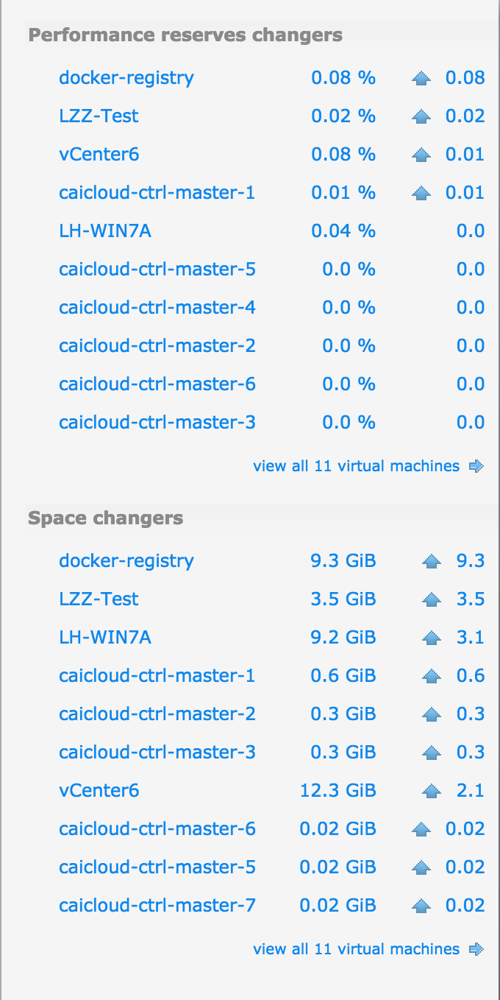 Performance reserves changers
docker-registry 0.08 % 0.08
LZZ-Test 0.02 % 0.02
vCenter6 0.08 % 0.01
caicloud-ctrl-master-1 0.01 % 0.01
LH-WIN7A 0.04 % 0.0
caicloud-ctrl-master-5 0.0 % 0.0
caicloud-ctrl-master-4 0.0 % 0.0
caicloud-ctrl-master-2 0.0 % 0.0
caicloud-ctrl-master-6 0.0 % 0.0
caicloud-ctrl-master-3 0.0 % 0.0
view all 11 virtual machines
Space changers
docker-registry 9.3 GiB 9.3
LZZ-Test 3.5 GiB 3.5
LH-WIN7A 9.2 GiB 3.1
caicloud-ctrl-master-1 0.6 GiB 0.6
caicloud-ctrl-master-2 0.3 GiB 0.3
caicloud-ctrl-master-3 0.3 GiB 0.3
vCenter6 12.3 GiB 2.1
caicloud-ctrl-master-6 0.02 GiB 0.02
caicloud-ctrl-master-5 0.02 GiB 0.02
caicloud-ctrl-master-7 0.02 GiB 0.02
view all 11 virtual machines